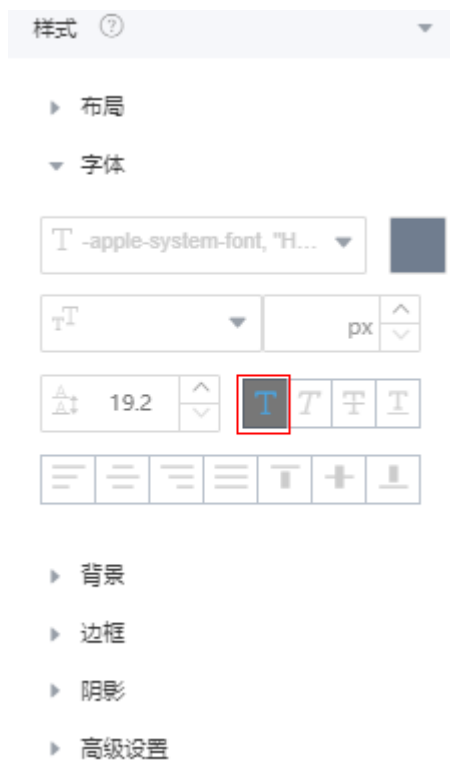 样式 ?
布局
字体
T -apple-system-font, "H...
TT px
19.2 T T T T
背景
边框
阴影
高级设置